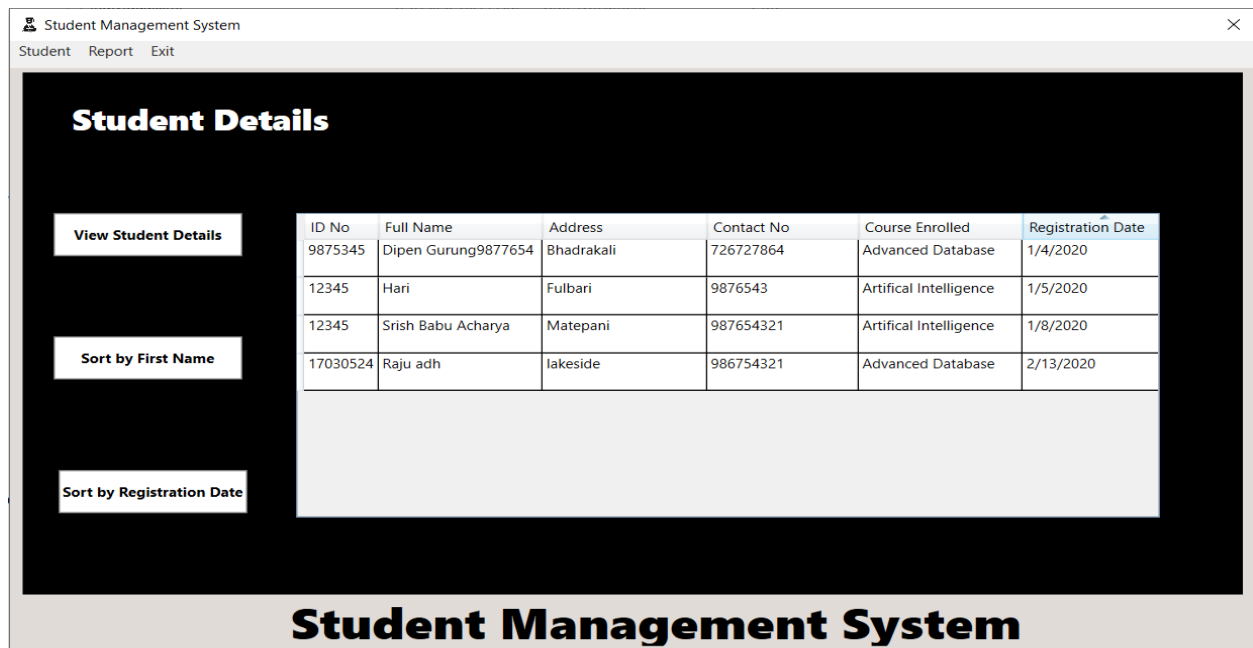 Student Management System
Student Report Exit
Student Details
View Student Details
Sort by First Name
Sort by Registration Date
ID No Full Name Address Contact No Course Enrolled Registration Date
9875345 Dipen Gurung9877654 Bhadrakali 726727864 Advanced Database 1/4/2020
12345 Hari Fulbari 9876543 Artifical Intelligence 1/5/2020
12345 Srish Babu Acharya Matepani 987654321 Artifical Intelligence 1/8/2020
17030524 Raju adh lakeside 986754321 Advanced Database 2/13/2020
Student Management System